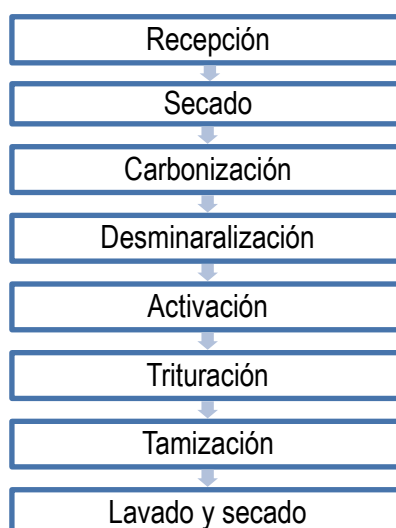 Recepción
Secado
Carbonización
Desminaralización
Activación
Trituración
Tamización
Lavado y secado